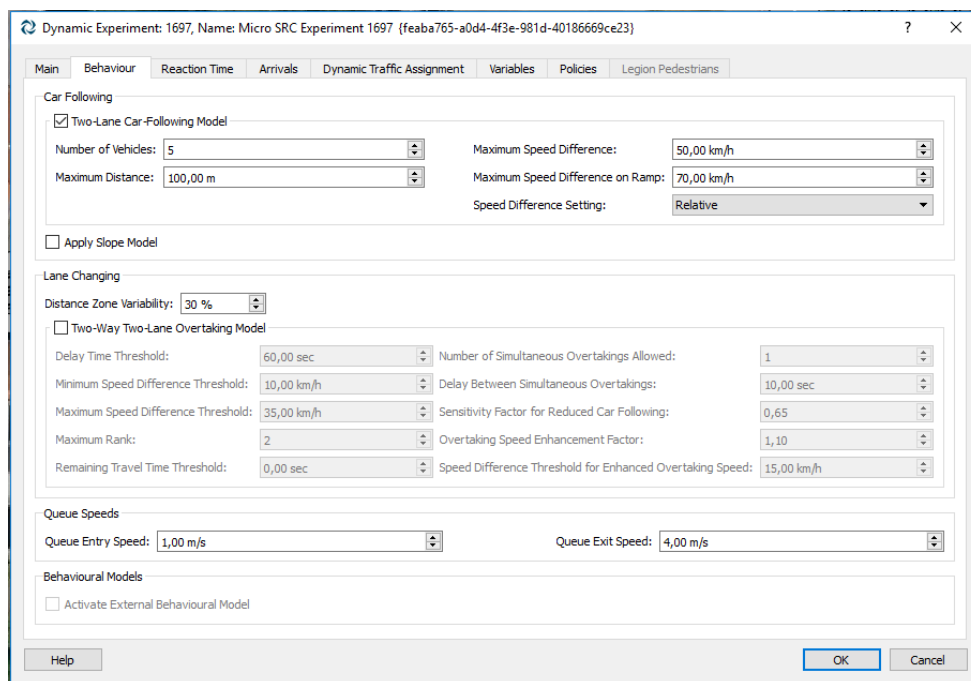 Dynamic Experiment: 1697, Name: Micro SRC Experiment 1697 {feaba765-a0d4-4f3e-981d-40186669ce23}
Main Behaviour Reaction Time Arrivals Dynamic Traffic Assignment Variables Policies Legion Pedestrians
Car Following
Two-Lane Car-Following Model
Number of Vehicles: 5 Maximum Speed Difference: 50,00 km/h
Maximum Distance: 100,00 m Maximum Speed Difference on Ramp: 70,00 km/h
Speed Difference Setting: Relative
Apply Slope Model
Lane Changing
Distance Zone Variability: 30 %
Two-Way Two-Lane Overtaking Model
Delay Time Threshold: 60,00 sec Number of Simultaneous Overtakings Allowed: 1
Minimum Speed Difference Threshold: 10,00 km/h Delay Between Simultaneous Overtakings: 10,00 sec
Maximum Speed Difference Threshold: 35,00 km/h Sensitivity Factor for Reduced Car Following: 0,65
Maximum Rank: 2 Overtaking Speed Enhancement Factor: 1,10
Remaining Travel Time Threshold: 0,00 sec Speed Difference Threshold for Enhanced Overtaking Speed: 15,00 km/h
Queue Speeds
Queue Entry Speed: 1,00 m/s Queue Exit Speed: 4,00 m/s
Behavioural Models
Activate External Behavioural Model
Help OK Cancel